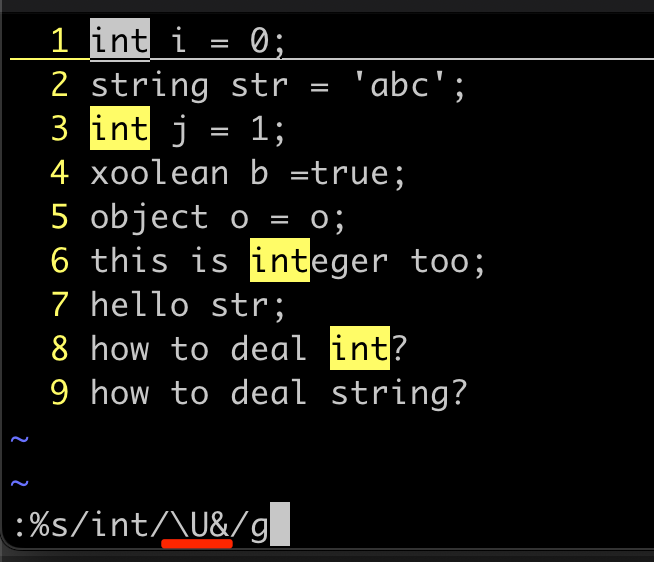 1 int i = 0;
2 string str = 'abc';
3 int j = 1;
4 xoolean b =true;
5 object o = o;
6 this is integer too;
7 hello str;
8 how to deal int?
9 how to deal string?
~
~
:%s/int/\U&/g